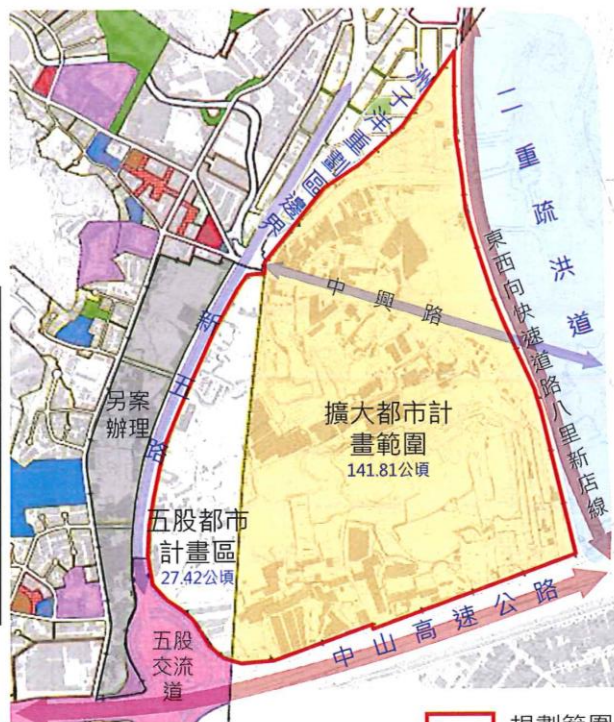 二重疏洪道
洲子洋重劃區邊界
東西向快速道路八里新店線
中興路
新五路
另案
辦理
擴大都市計
畫範圍
141.81公頃
五股都市
計畫區
27.42公頃
五股
交流
道
中山高速公路
規劃範圍